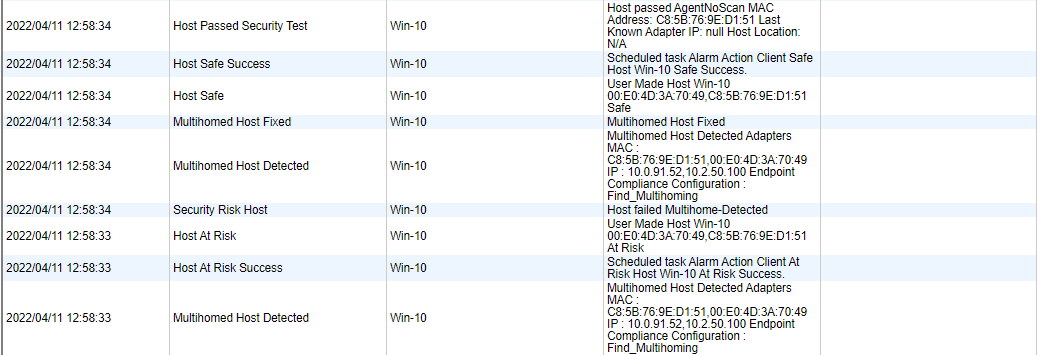 Host passed AgentNoScan MAC
Address: C8:5B:76:9E:D1:51 Last
2022/04/11 12:58:34 Host Passed Security Test Win-10 Known Adapter IP: null Host Location:
N/A
2022/04/11 12:58:34 Host Safe Success Win-10 Scheduled task Alarm Action Client Safe
Host Win-10 Safe Success.
User Made Host Win-10
2022/04/11 12:58:34 Host Safe Win-10 00:E0:4D:3A:70:49,C8:5B:76:9E:D1:51
Safe
2022/04/11 12:58:34 Multihomed Host Fixed Win-10 Multihomed Host Fixed
Multihomed Host Detected Adapters
MAC :
2022/04/11 12:58:34 Multihomed Host Detected Win-10 C8:5B:76:9E:D1:51,00:E0:4D:3A:70:49
IP : 10.0.91.52,10.2.50.100 Endpoint
Compliance Configuration :
Find_Multihoming
2022/04/11 12:58:34 Security Risk Host Win-10 Host failed Multihome-Detected
User Made Host Win-10
2022/04/11 12:58:33 Host At Risk Win-10 00:E0:4D:3A:70:49,C8:5B:76:9E:D1:51
At Risk
2022/04/11 12:58:33 Host At Risk Success Win-10 Scheduled task Alarm Action Client At
Risk Host Win-10 At Risk Success.
Multihomed Host Detected Adapters
MAC :
2022/04/11 12:58:33 Multihomed Host Detected Win-10 C8:5B:76:9E:D1:51,00:E0:4D:3A:70:49
IP : 10.0.91.52,10.2.50.100 Endpoint
Compliance Configuration :
Find_Multihoming